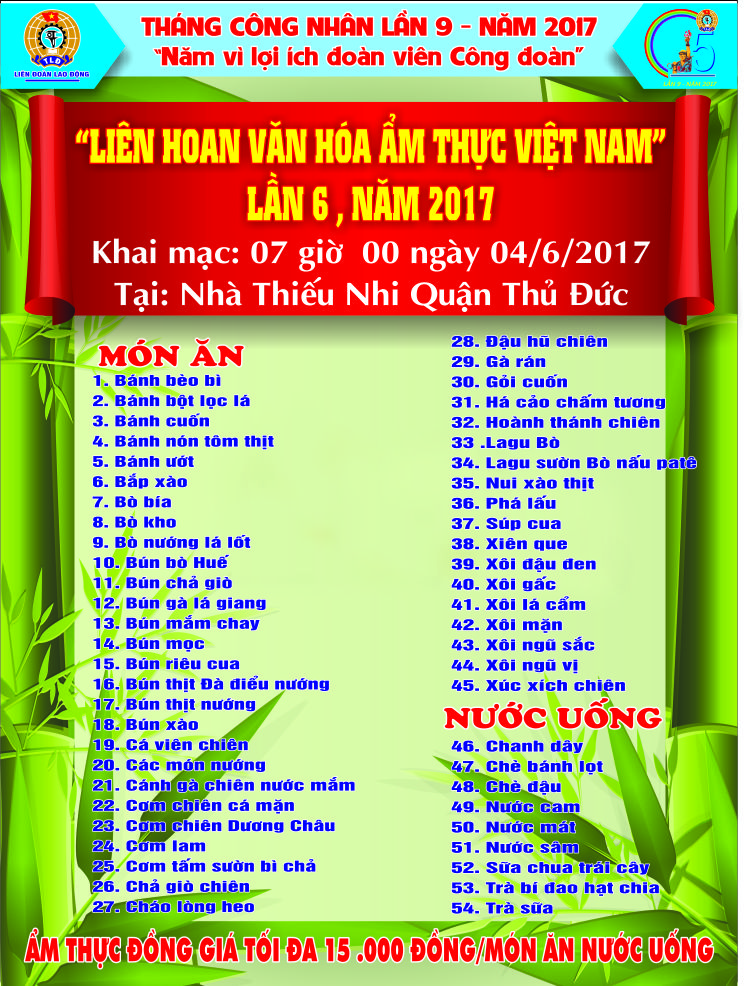 THÁNG CÔNG NHÂN LẦN 9 - NĂM 2017
"Năm vì lợi ích đoàn viên Công đoàn"
TLĐ
LIÊN ĐOÀN LAO ĐỘNG
5
LẦN 9 - NĂM 2017
"LIÊN HOAN VĂN HÓA ẨM THỰC VIỆT NAM"
LẦN 6 , NĂM 2017
Khai mạc: 07 giờ 00 ngày 04/6/2017
Tại: Nhà Thiếu Nhi Quận Thủ Đức
MÓN ĂN
1. Bánh bèo bì
2. Bánh bột lọc lá
3. Bánh cuốn
4. Bánh nón tôm thịt
5. Bánh ướt
6. Bắp xào
7. Bò bía
8. Bò kho
9. Bò nướng lá lốt
10. Bún bò Huế
11. Bún chả giò
12. Bún gà lá giang
13. Bún mắm chay
14. Bún mọc
15. Bún riêu cua
16. Bún thịt Đà điểu nướng
17. Bún thịt nướng
18. Bún xào
19. Cá viên chiên
20. Các món nướng
21. Cánh gà chiên nước mắm
22. Cơm chiên cá mặn
23. Cơm chiên Dương Châu
24. Cơm lam
25. Cơm tấm sườn bì chả
26. Chả giò chiên
27. Cháo lòng heo
28. Đậu hũ chiên
29. Gà rán
30. Gỏi cuốn
31. Há cảo chấm tương
32. Hoành thánh chiên
33 .Lagu Bò
34. Lagu sườn Bò nấu patê
35. Nui xào thịt
36. Phá lấu
37. Súp cua
38. Xiên que
39. Xôi đậu đen
40. Xôi gấc
41. Xôi lá cẩm
42. Xôi mặn
43. Xôi ngũ sắc
44. Xôi ngũ vị
45. Xúc xích chiên
NƯỚC UỐNG
46. Chanh dây
47. Chè bánh lọt
48. Chè đậu
49. Nước cam
50. Nước mát
51. Nước sâm
52. Sữa chua trái cây
53. Trà bí đao hạt chia
54. Trà sữa
ẨM THỰC ĐỒNG GIÁ TỐI ĐA 15 .000 ĐỒNG/MÓN ĂN NƯỚC UỐNG